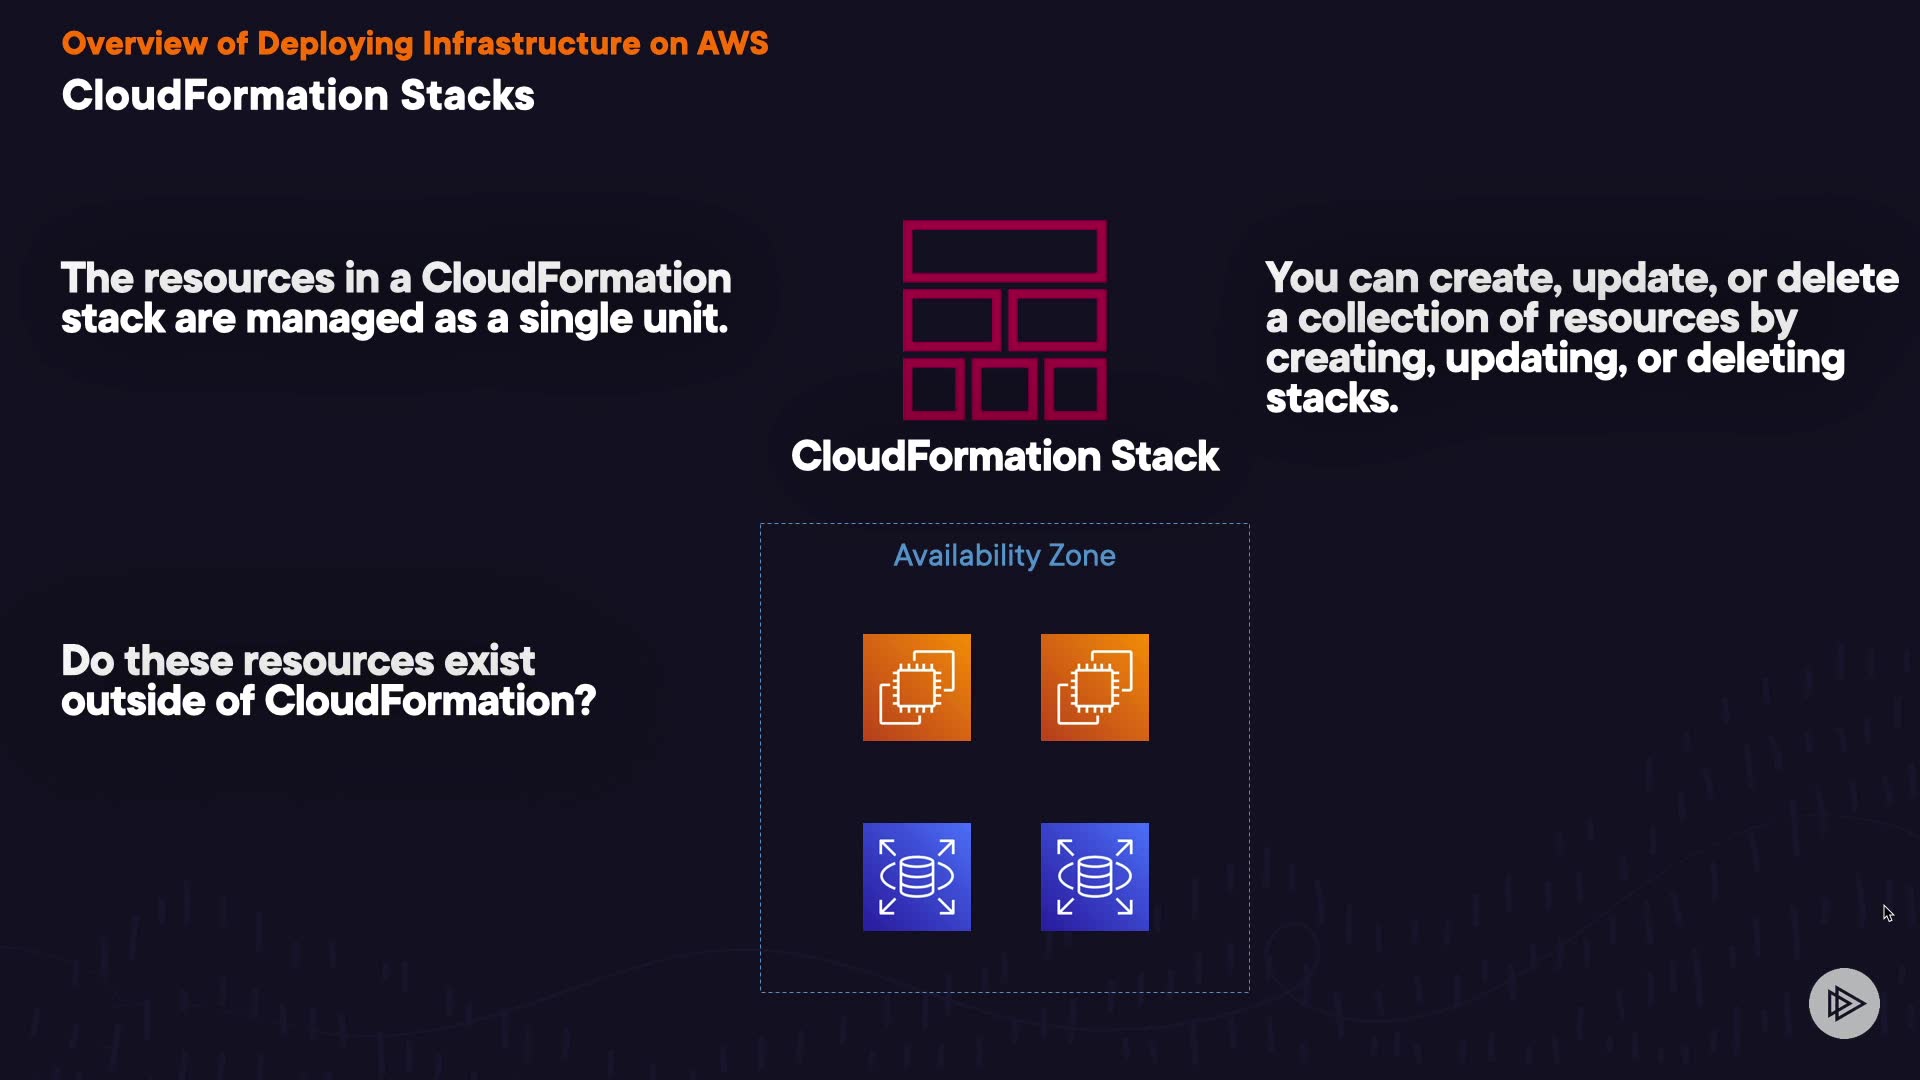 Overview of Deploying Infrastructure on AWS
CloudFormation Stacks
The resources in a CloudFormation
stack are managed as a single unit.
You can create, update, or delete
a collection of resources by
creating, updating, or deleting
stacks.
CloudFormation Stack
Availability Zone
Do these resources exist
outside of CloudFormation?